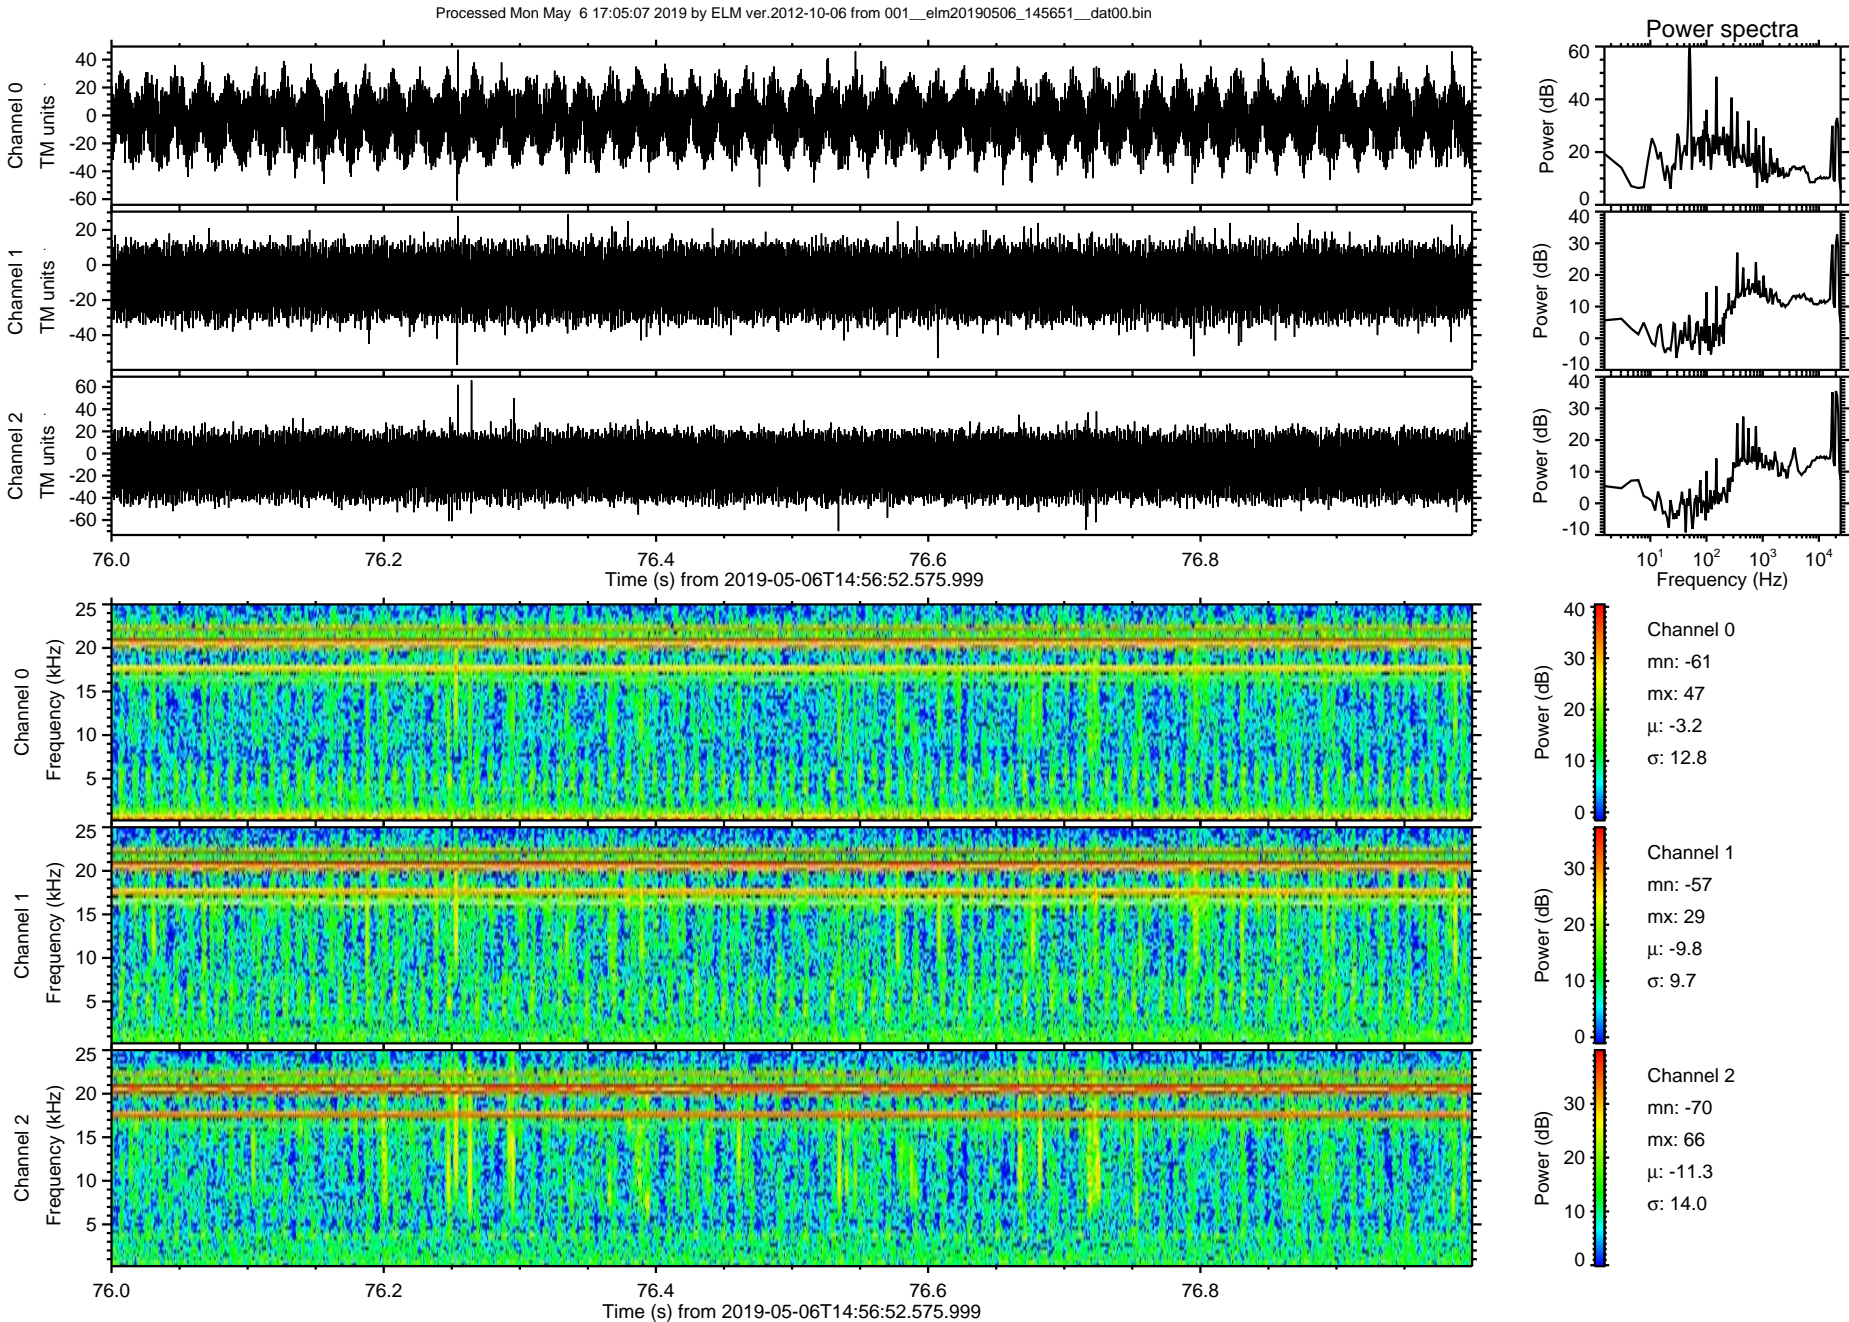 Processed Mon May  6 17:05:07 2019 by ELM ver.2012-10-06 from 001__elm20190506_145651__dat00.bin
Power spectra
Channel 0
TM units
40
20
0
-20
-40
-60
Power (dB)
60
40
20
0
Channel 1
TM units
20
0
-20
-40
Power (dB)
40
30
20
10
0
-10
Channel 2
TM units
60
40
20
0
-20
-40
-60
Power (dB)
40
30
20
10
0
-10
76.0 76.2 76.4 76.6 76.8
Time (s) from 2019-05-06T14:56:52.575.999
10^1 10^2 10^3 10^4
Frequency (Hz)
Channel 0
Frequency (kHz)
25
20
15
10
5
Power (dB)
40
30
20
10
0
Channel 0
mn: -61
mx: 47
μ: -3.2
σ: 12.8
Channel 1
Frequency (kHz)
25
20
15
10
5
Power (dB)
30
20
10
0
Channel 1
mn: -57
mx: 29
μ: -9.8
σ: 9.7
Channel 2
Frequency (kHz)
25
20
15
10
5
Power (dB)
30
20
10
0
Channel 2
mn: -70
mx: 66
μ: -11.3
σ: 14.0
76.0 76.2 76.4 76.6 76.8
Time (s) from 2019-05-06T14:56:52.575.999